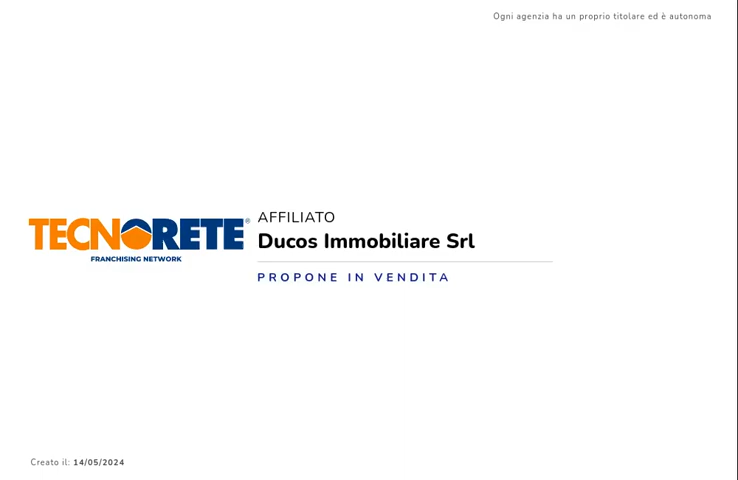 Ogni agenzia ha un proprio titolare ed è autonoma
TECNORETE®
FRANCHISING NETWORK
AFFILIATO
Ducos Immobiliare Srl
PROPONE IN VENDITA
Creato il: 14/05/2024